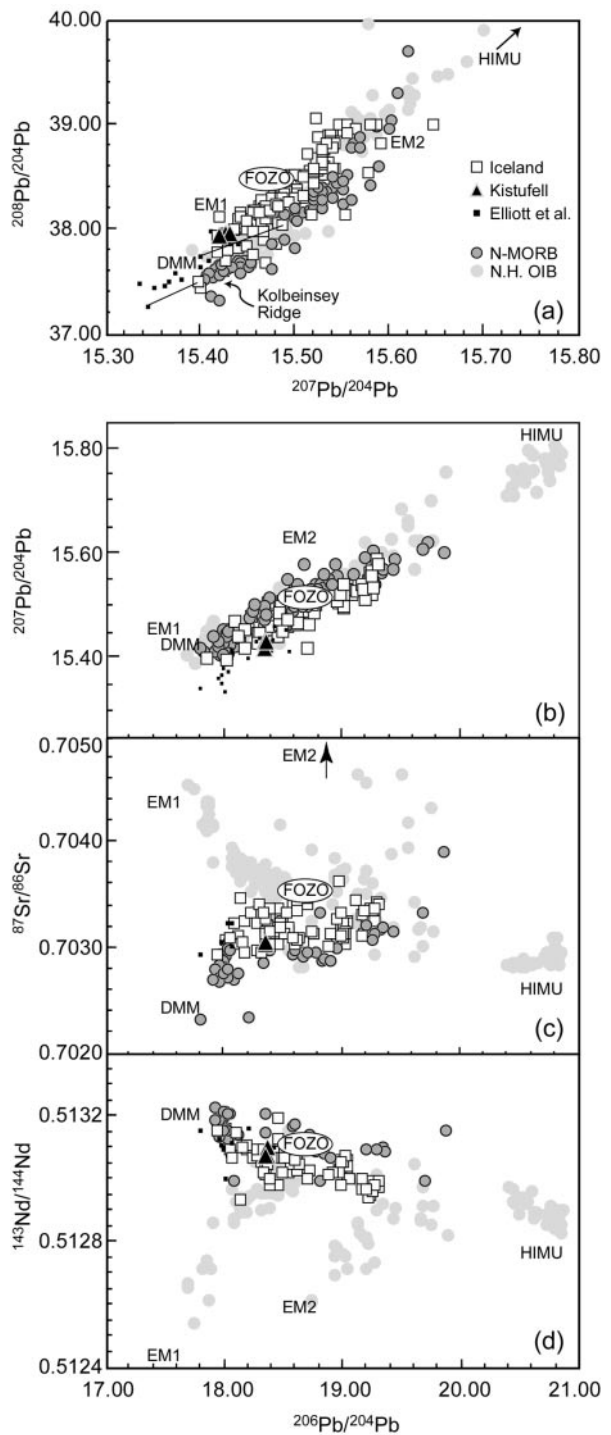 40.00
HIMU
39.00
EM2
Iceland
FOZO
Kistufell
EM1
Elliott et al.
38.00
DMM
N-MORB
N.H. OIB
Kolbeinsey
Ridge
(a)
37.00
15.30 15.40 15.50 15.60 15.70 15.80
208Pb/204Pb
207Pb/204Pb
15.80
HIMU
15.60
EM2
FOZO
EM1
15.40
DMM
(b)
207Pb/204Pb
0.7050
EM2
EM1
0.7040
FOZO
0.7030
HIMU
DMM
(c)
0.7020
87Sr/86Sr
0.5132
DMM
FOZO
0.5128
HIMU
EM2
(d)
0.5124
EM1
143Nd/144Nd
17.00 18.00 19.00 20.00 21.00
206Pb/204Pb